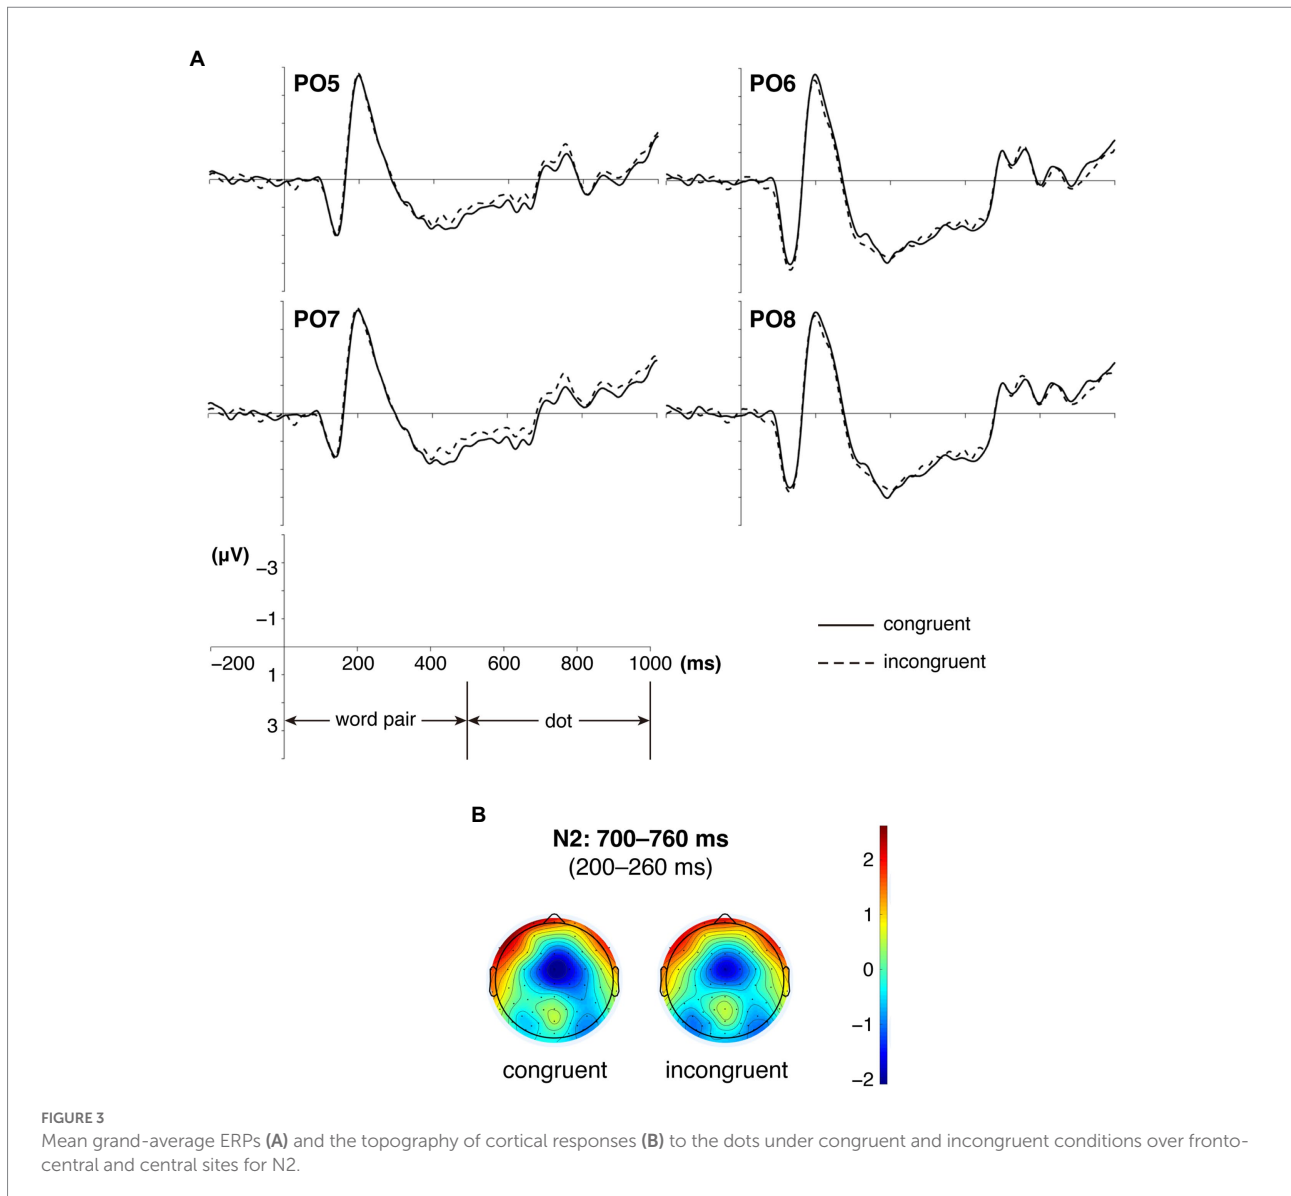 A
PO5
PO6
PO7
PO8
(μV)
−3
−1
−200 200 400 600 800 1000 (ms)
1
3
word pair
dot
congruent
incongruent
B
N2: 700–760 ms
(200–260 ms)
2
1
0
−1
−2
congruent incongruent
FIGURE 3
Mean grand-average ERPs (A) and the topography of cortical responses (B) to the dots under congruent and incongruent conditions over fronto-
central and central sites for N2.